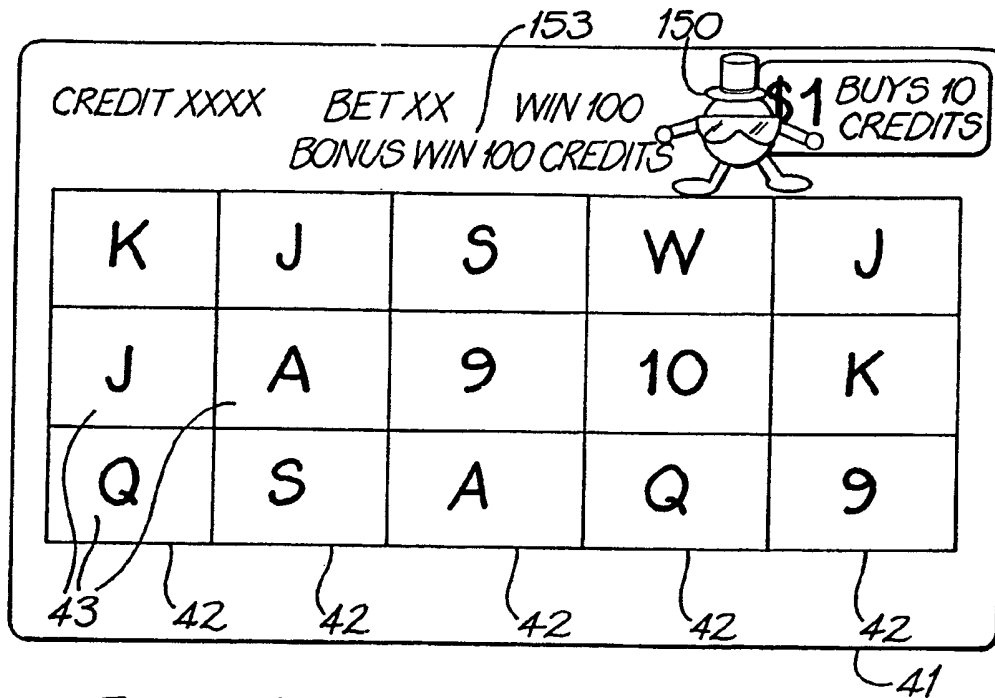 153 150
CREDIT XXXX BET XX WIN 100 $1 BUYS 10
CREDITS
BONUS WIN 100 CREDITS
K J S W J
J A 9 10 K
Q S A Q 9
43 42 42 42 42 42
41